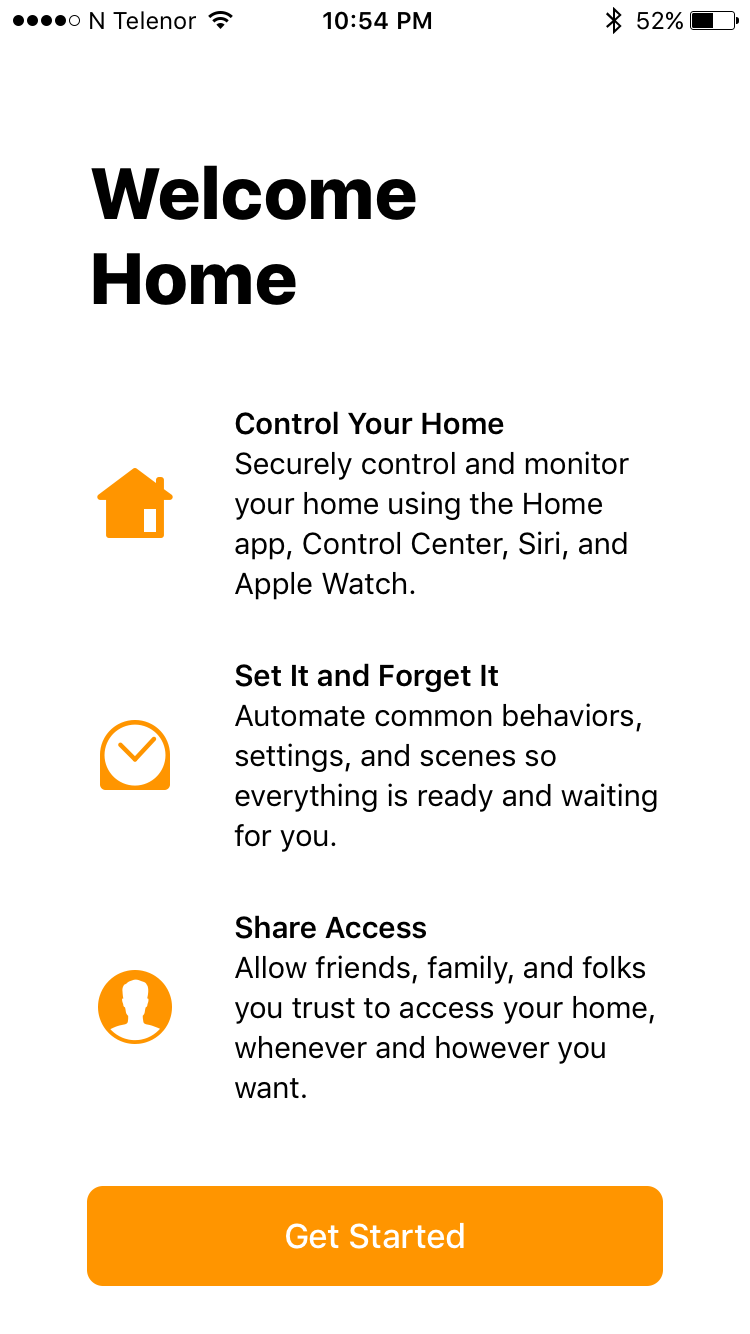 N Telenor 10:54 PM 52%
Welcome
Home
Control Your Home
Securely control and monitor
your home using the Home
app, Control Center, Siri, and
Apple Watch.
Set It and Forget It
Automate common behaviors,
settings, and scenes so
everything is ready and waiting
for you.
Share Access
Allow friends, family, and folks
you trust to access your home,
whenever and however you
want.
Get Started